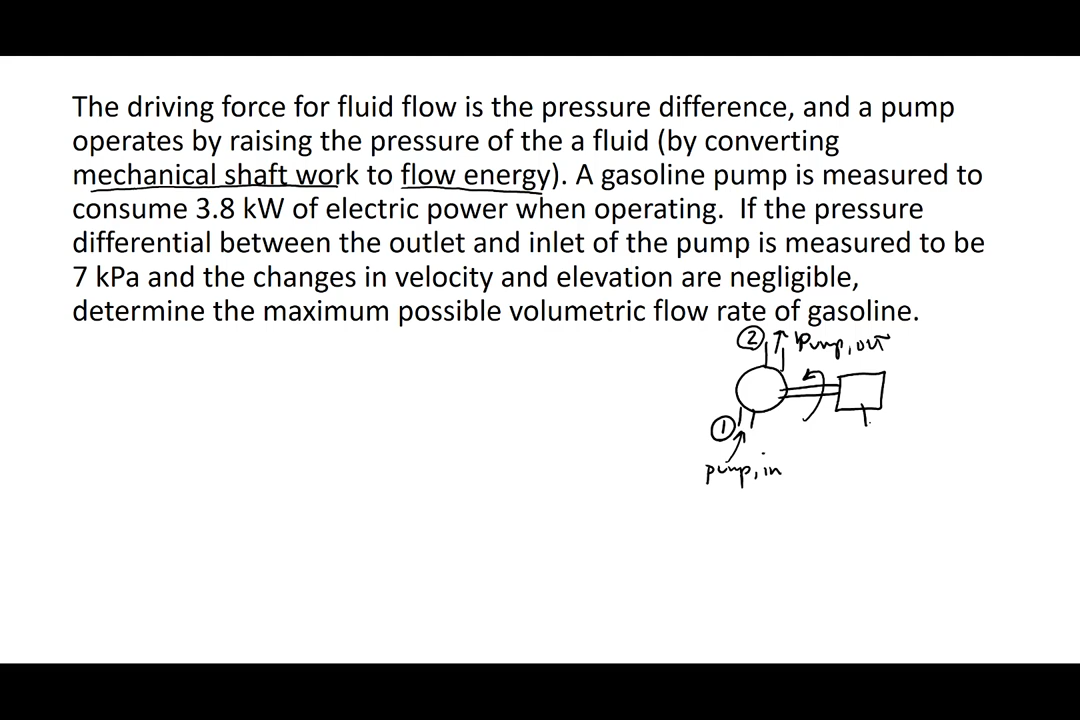 The driving force for fluid flow is the pressure difference, and a pump
operates by raising the pressure of the a fluid (by converting
mechanical shaft work to flow energy). A gasoline pump is measured to
consume 3.8 kW of electric power when operating. If the pressure
differential between the outlet and inlet of the pump is measured to be
7 kPa and the changes in velocity and elevation are negligible,
determine the maximum possible volumetric flow rate of gasoline.
② pump, out
①
pump, in